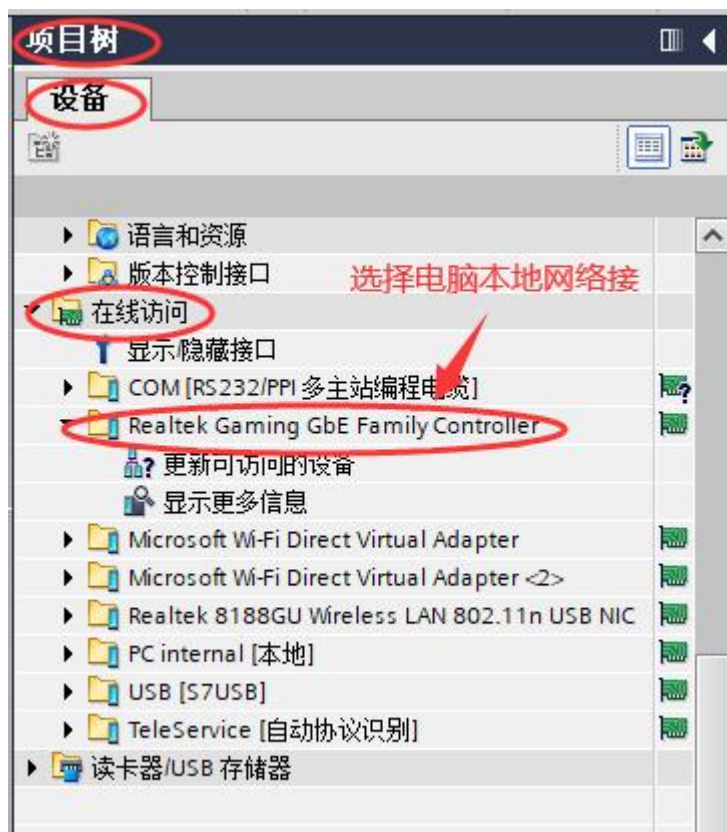 项目树
设备
语言和资源
版本控制接口
选择电脑本地网络接
在线访问
显示/隐藏接口
COM [RS232/PPI 多主站编程电缆]
Realtek Gaming GbE Family Controller
更新可访问的设备
显示更多信息
Microsoft Wi-Fi Direct Virtual Adapter
Microsoft Wi-Fi Direct Virtual Adapter <2>
Realtek 8188GU Wireless LAN 802.11n USB NIC
PC internal [本地]
USB [S7USB]
TeleService [自动协议识别]
读卡器/USB 存储器